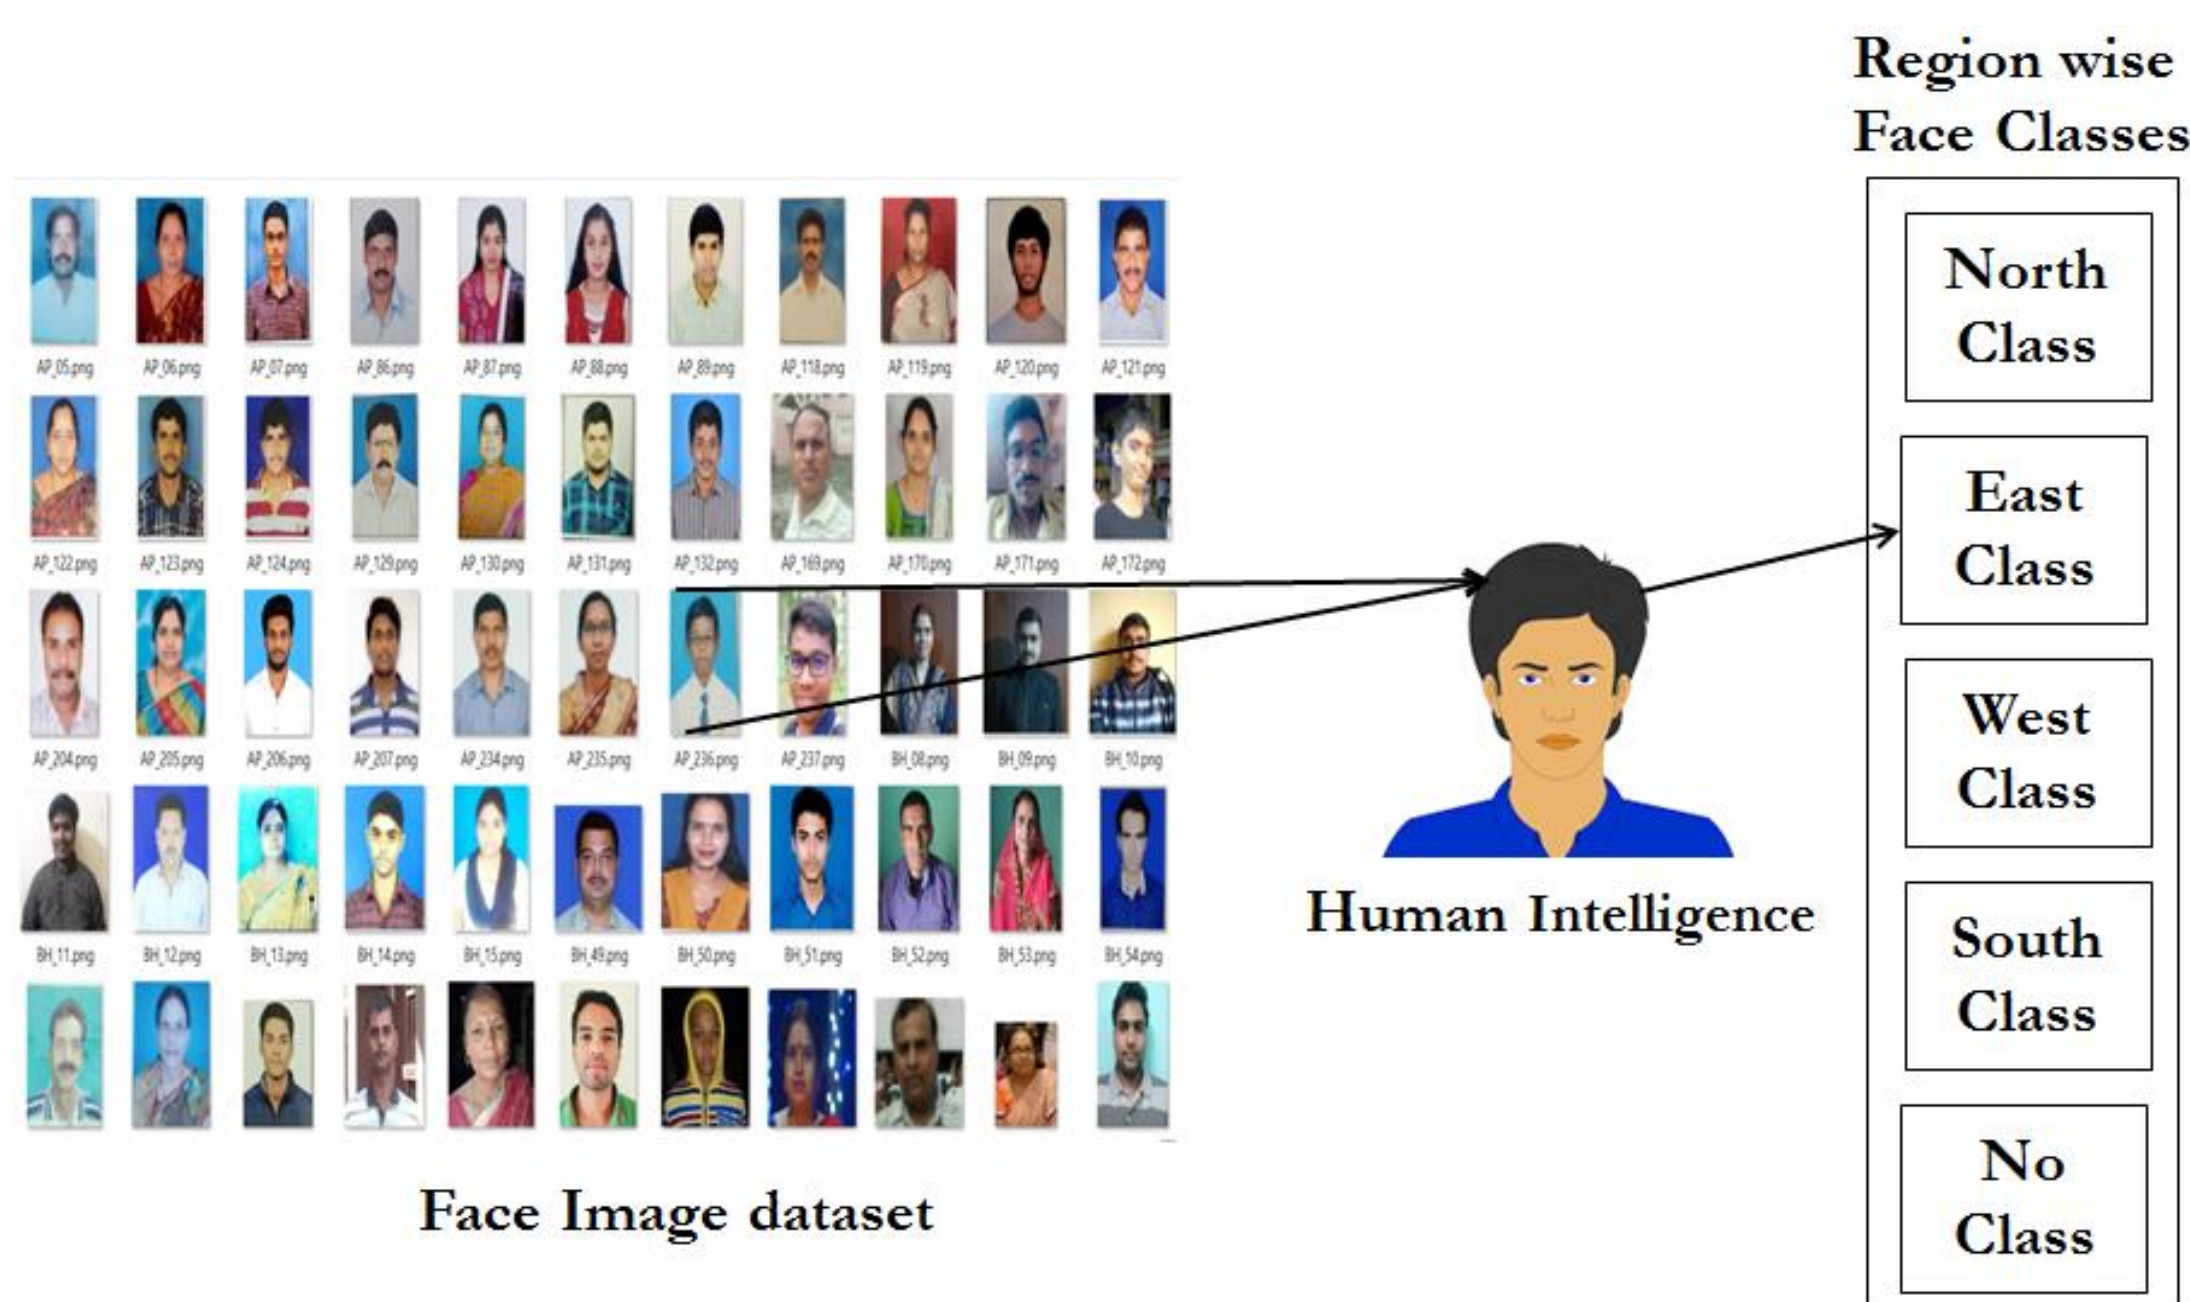 Region wise
Face Classes
AP_05.png AP_06.png AP_07.png AP_86.png AP_87.png AP_88.png AP_89.png AP_118.png AP_119.png AP_120.png AP_121.png
North
Class
AP_122.png AP_123.png AP_124.png AP_129.png AP_130.png AP_131.png AP_132.png AP_169.png AP_170.png AP_171.png AP_172.png
East
Class
AP_204.png AP_205.png AP_206.png AP_207.png AP_234.png AP_235.png AP_236.png AP_237.png BH_08.png BH_09.png BH_10.png
West
Class
BH_11.png BH_12.png BH_13.png BH_14.png BH_15.png BH_49.png BH_50.png BH_51.png BH_52.png BH_53.png BH_54.png
Human Intelligence
South
Class
No
Class
Face Image dataset